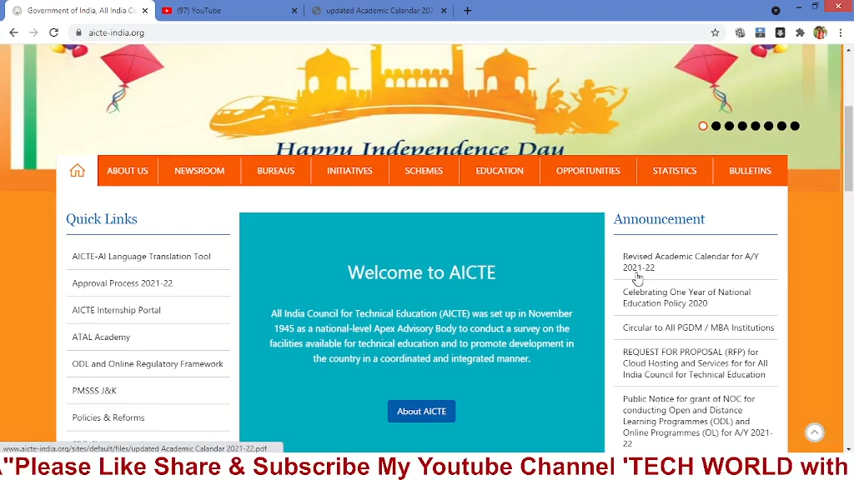 Government of India, All India Co
(97) YouTube
updated Academic Calandar 202
aicte-india.org
Happy Independence Day
ABOUT US
NEWSROOM
BUREAUS
INITIATIVES
SCHEMES
EDUCATION
OPPORTUNITIES
STATISTICS
BULLETINS
Quick Links
AICTE-AI Language Translation Tool
Approval Process 2021-22
AICTE Internship Portal
ATAL Academy
ODL and Online Regulatory Framework
PMSSS J&K
Policies & Reforms
Welcome to AICTE
All India Council for Technical Education (AICTE) was set up in November
1945 as a national-level Apex Advisory Body to conduct a survey on the
facilities available for technical education and to promote development in
the country in a coordinated and integrated manner.
About AICTE
Announcement
Revised Academic Calendar for A/Y
2021-22
Celebrating One Year of National
Education Policy 2020
Circular to All PGDM / MBA Institutions
REQUEST FOR PROPOSAL (RFP) for
Cloud Hosting and Services for for All
India Council for Technical Education
Public Notice for grant of NOC for
conducting Open and Distance
Learning Programmes (ODL) and
Online Programmes (OL) for A/Y 2021-
22
www.aicte-india.org/sites/default/files/updated Academic Calandar 2021-22.pdf
"Please Like Share & Subscribe My Youtube Channel 'TECH WORLD with